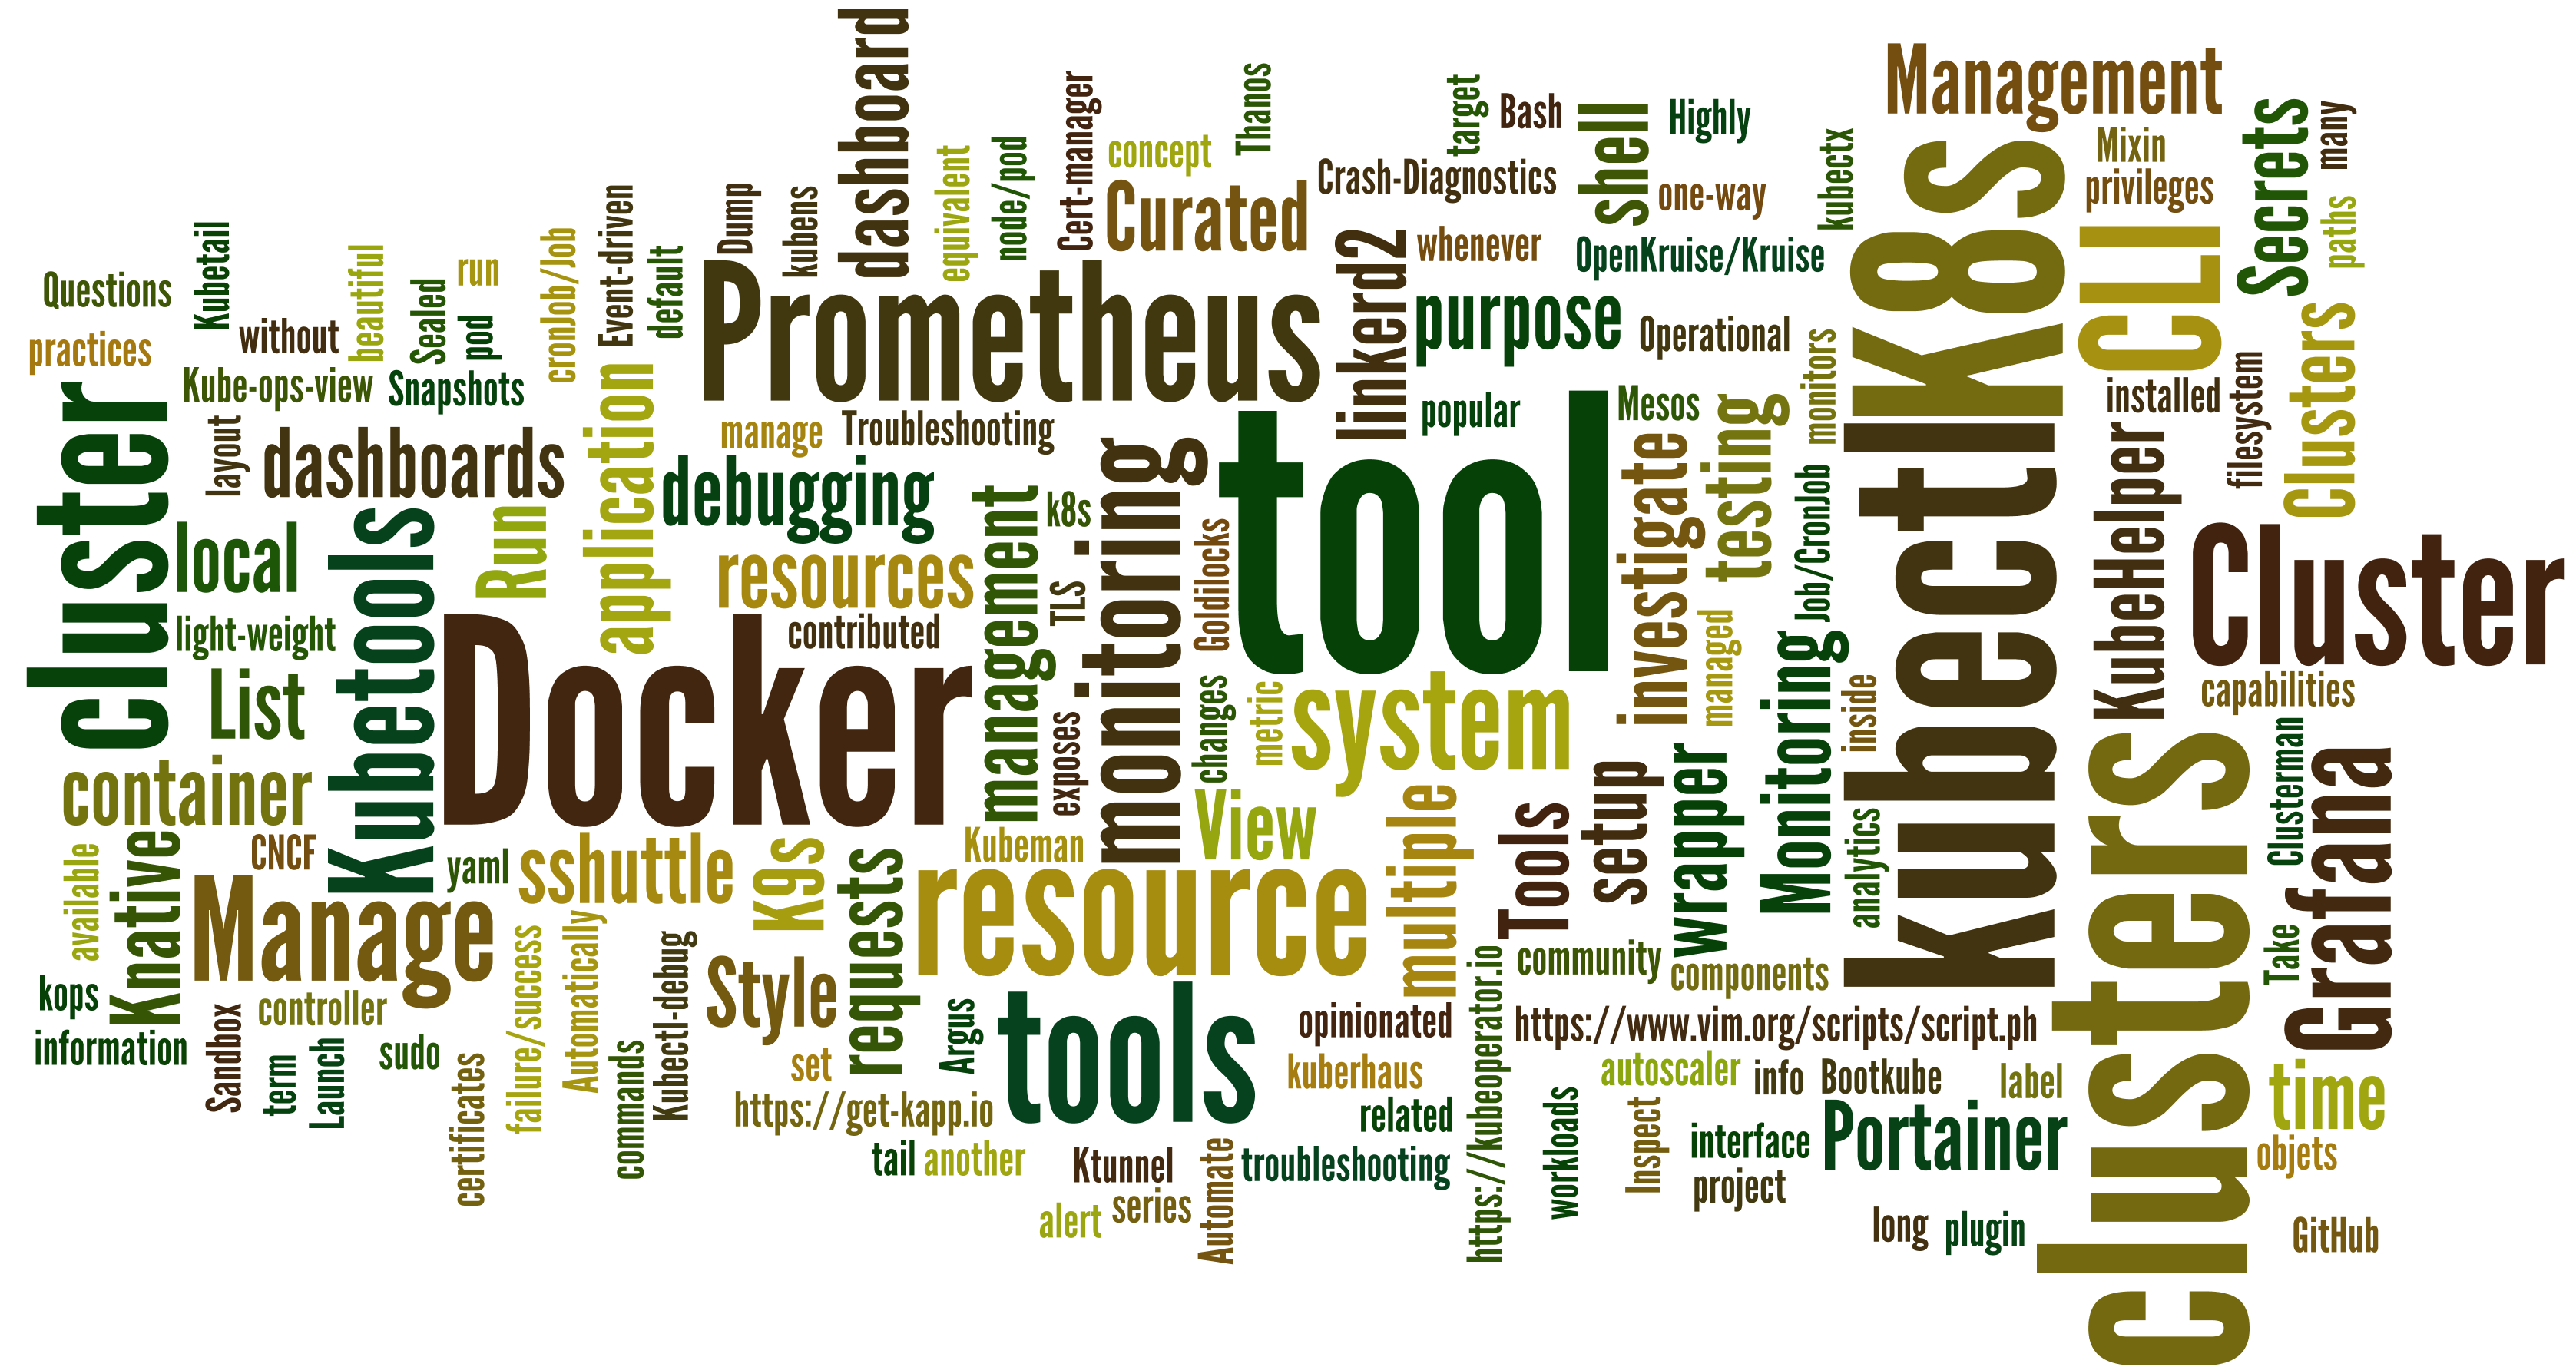 dashboard
Management
Thanos
Cert-manager
target
Bash
shell
Highly
Secrets
many
kubectx
Mixin
node/pod
equivalent
concept
K8s
Crash-Diagnostics
Dump
kubens
Curated
one-way
privileges
Event-driven
paths
Kubetail
beautiful
cronJob/Job
default
linkerd2
whenever
OpenKruise/Kruise
CLI
Questions
Sealed
run
Prometheus
purpose
Operational
Clusters
practices
without
pod
monitors
Kube-ops-view
Snapshots
application
popular
Mesos
installed
filesystem
cluster
layout
dashboards
manage
Troubleshooting
tool
testing
kubectl
KubeHelper
debugging
monitoring
investigate
Job/CronJob
local
Kubetools
Run
resources
management
k8s
Goldilocks
Cluster
light-weight
contributed
TLS
managed
Monitoring
List
Docker
exposes
changes
metric
system
inside
capabilities
container
View
multiple
Tools
setup
wrapper
analytics
clusters
Clusterman
Grafana
available
Knative
CNCF
yaml
sshuttle
K9s
requests
Kubeman
resource
Manage
failure/success
Automatically
Kubectl-debug
Style
https://kubeoperator.io
community
components
Take
kops
controller
Argus
tools
opinionated
https://www.vim.org/scripts/script.ph
information
Sandbox
term
Launch
sudo
certificates
commands
set
kuberhaus
autoscaler
info
Bootkube
label
time
https://get-kapp.io
related
workloads
Inspect
interface
Portainer
objets
tail
another
Ktunnel
Automate
troubleshooting
project
alert
series
long
plugin
GitHub